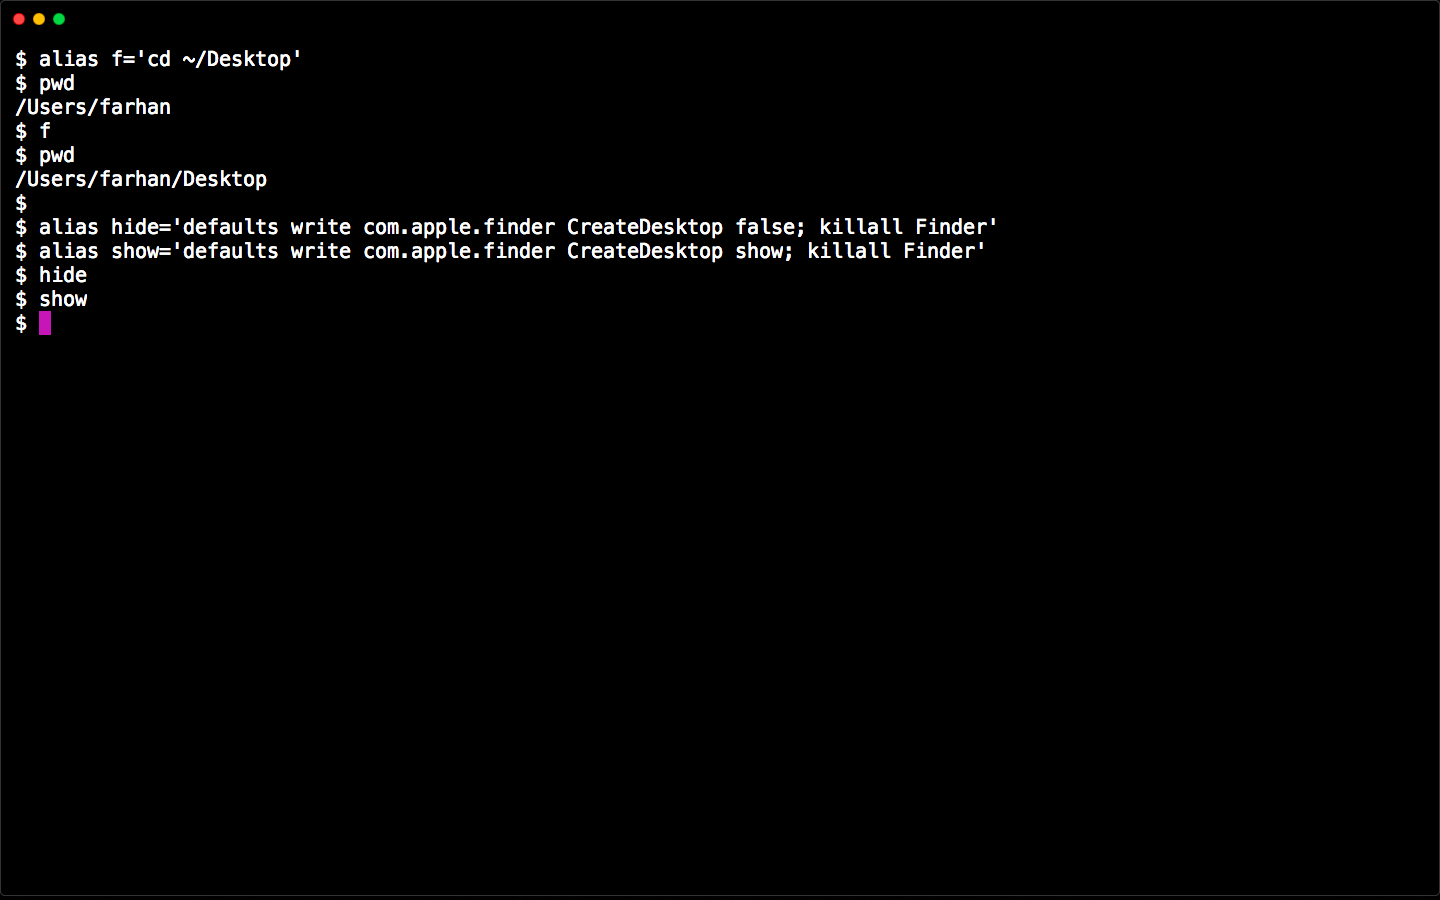 $ alias f='cd ~/Desktop'
$ pwd
/Users/farhan
$ f
$ pwd
/Users/farhan/Desktop
$
$ alias hide='defaults write com.apple.finder CreateDesktop false; killall Finder'
$ alias show='defaults write com.apple.finder CreateDesktop show; killall Finder'
$ hide
$ show
$